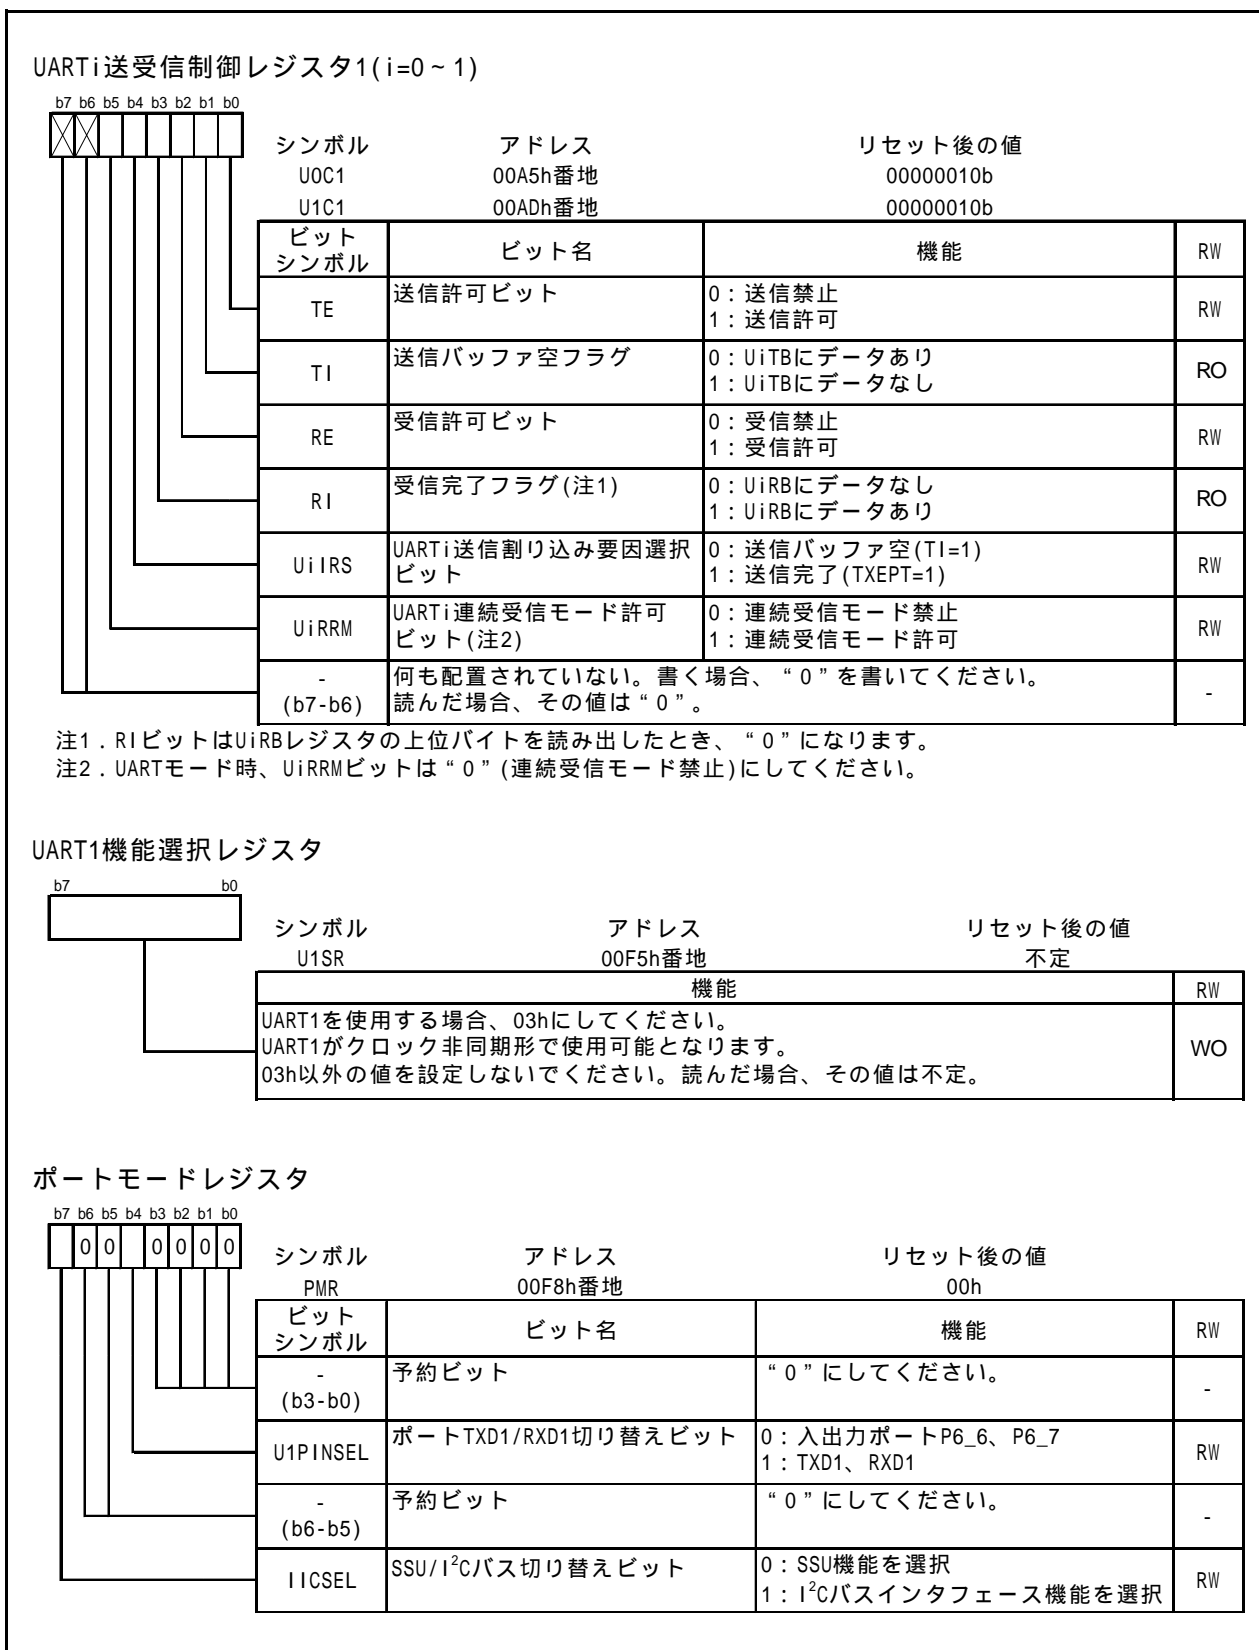 UARTi送受信制御レジスタ1(i=0~1)
b7 b6 b5 b4 b3 b2 b1 b0
シンボル アドレス リセット後の値
U0C1 00A5h番地 00000010b
U1C1 00ADh番地 00000010b
ビット
シンボル ビット名 機能 RW
TE 送信許可ビット 0:送信禁止
1:送信許可 RW
TI 送信バッファ空フラグ 0:UiTBにデータあり
1:UiTBにデータなし RO
RE 受信許可ビット 0:受信禁止
1:受信許可 RW
RI 受信完了フラグ(注1) 0:UiRBにデータなし
1:UiRBにデータあり RO
UiIRS UARTi送信割り込み要因選択
ビット 0:送信バッファ空(TI=1)
1:送信完了(TXEPT=1) RW
UiRRM UARTi連続受信モード許可
ビット(注2) 0:連続受信モード禁止
1:連続受信モード許可 RW
-
(b7-b6) 何も配置されていない。書く場合、“0”を書いてください。
読んだ場合、その値は“0”。 -
注1.RIビットはUiRBレジスタの上位バイトを読み出したとき、“0”になります。
注2.UARTモード時、UiRRMビットは“0”(連続受信モード禁止)にしてください。
UART1機能選択レジスタ
b7 b0
シンボル アドレス リセット後の値
U1SR 00F5h番地 不定
機能 RW
UART1を使用する場合、03hにしてください。
UART1がクロック非同期形で使用可能となります。
03h以外の値を設定しないでください。読んだ場合、その値は不定。 WO
ポートモードレジスタ
b7 b6 b5 b4 b3 b2 b1 b0
0 0 0 0 0 0
シンボル アドレス リセット後の値
PMR 00F8h番地 00h
ビット
シンボル ビット名 機能 RW
-
(b3-b0) 予約ビット “0”にしてください。 -
U1PINSEL ポートTXD1/RXD1切り替えビット 0:入出力ポートP6_6、P6_7
1:TXD1、RXD1 RW
-
(b6-b5) 予約ビット “0”にしてください。 -
IICSEL SSU/I²Cバス切り替えビット 0:SSU機能を選択
1:I²Cバスインタフェース機能を選択 RW